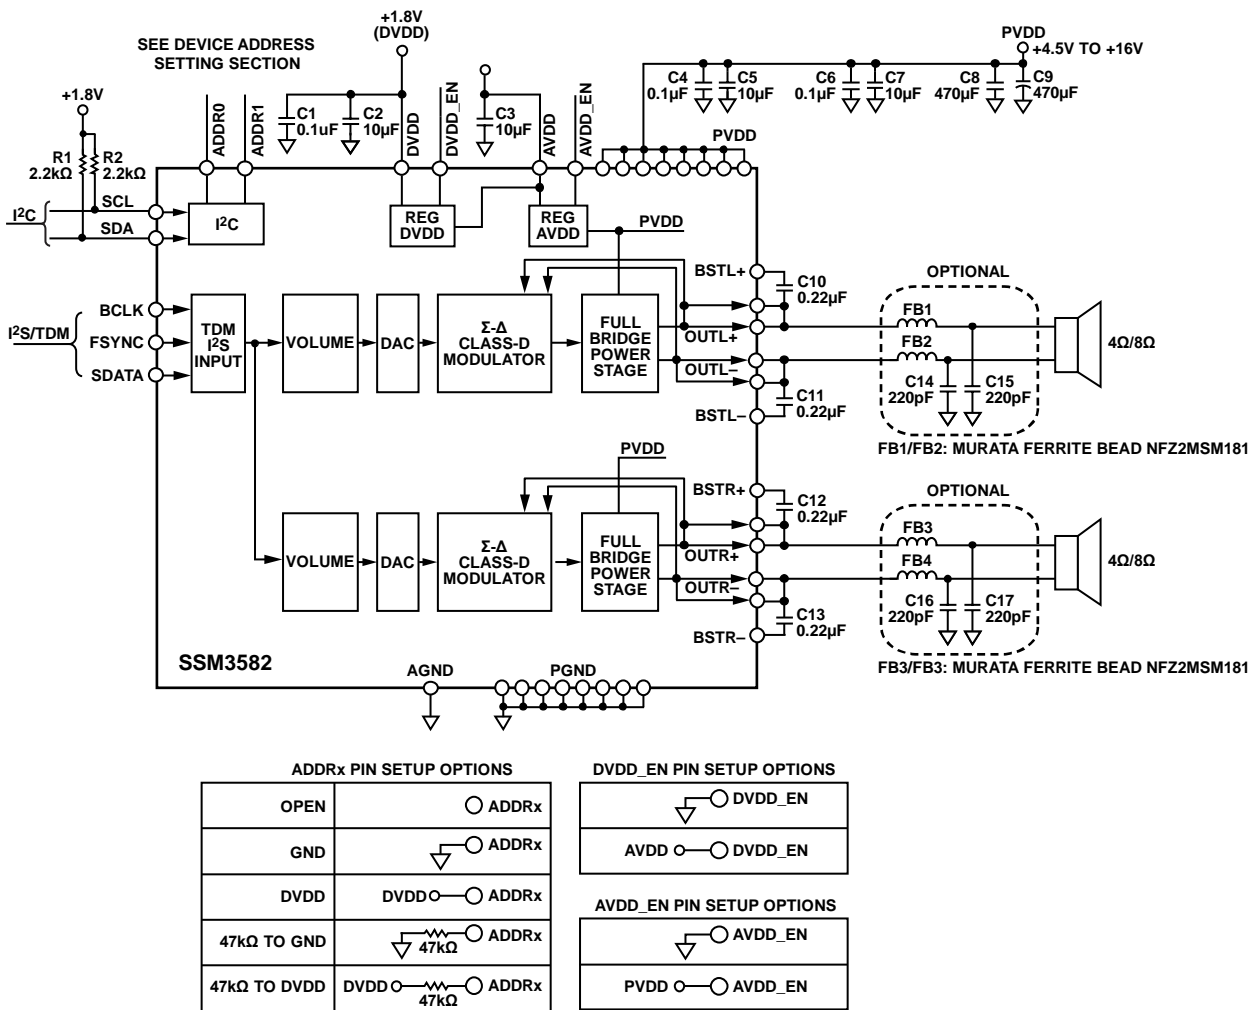 +1.8V
(DVDD)
SEE DEVICE ADDRESS
SETTING SECTION
PVDD
+4.5V TO +16V
+1.8V
ADDR0
ADDR1
C1
0.1uF
C2
10µF
DVDD
DVDD_EN
C3
10µF
AVDD
AVDD_EN
C4
0.1µF
C5
10µF
C6
0.1µF
C7
10µF
C8
470µF
C9
470µF
PVDD
R1
2.2kΩ
R2
2.2kΩ
I²C
SCL
SDA
I²C
REG
DVDD
REG
AVDD
PVDD
I²S/TDM
BCLK
FSYNC
SDATA
TDM
I²S
INPUT
VOLUME
DAC
Σ-Δ
CLASS-D
MODULATOR
FULL
BRIDGE
POWER
STAGE
BSTL+
OUTL+
OUTL–
BSTL–
C10
0.22µF
C11
0.22µF
OPTIONAL
FB1
FB2
C14
220pF
C15
220pF
4Ω/8Ω
FB1/FB2: MURATA FERRITE BEAD NFZ2MSM181
PVDD
VOLUME
DAC
Σ-Δ
CLASS-D
MODULATOR
FULL
BRIDGE
POWER
STAGE
BSTR+
OUTR+
OUTR–
BSTR–
C12
0.22µF
C13
0.22µF
OPTIONAL
FB3
FB4
C16
220pF
C17
220pF
4Ω/8Ω
FB3/FB3: MURATA FERRITE BEAD NFZ2MSM181
SSM3582
AGND
PGND
ADDRx PIN SETUP OPTIONS
OPEN ADDRx
GND ADDRx
DVDD DVDD ADDRx
47kΩ TO GND 47kΩ ADDRx
47kΩ TO DVDD DVDD 47kΩ ADDRx
DVDD_EN PIN SETUP OPTIONS
DVDD_EN
AVDD DVDD_EN
AVDD_EN PIN SETUP OPTIONS
AVDD_EN
PVDD AVDD_EN